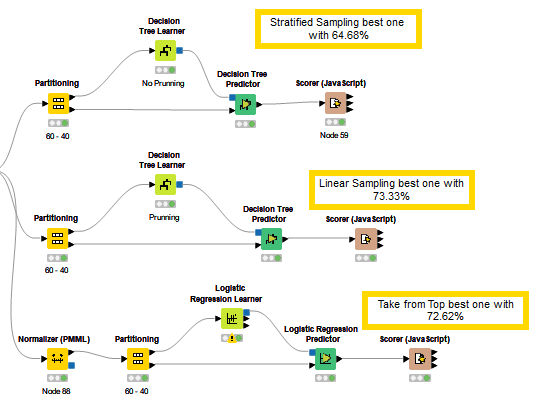 Decision
Tree Learner
Stratified Sampling best one
with 64.68%
No Prunning
Partitioning
Decision Tree
Predictor
Scorer (JavaScript)
60 - 40
Node 59
Decision
Tree Learner
Linear Sampling best one with
73.33%
Prunning
Partitioning
Decision Tree
Predictor
Scorer (JavaScript)
60 - 40
Logistic
Regression Learner
Take from Top best one with
72.62%
Normalizer (PMML)
Partitioning
Logistic Regression
Predictor
Scorer (JavaScript)
Node 66
60 - 40